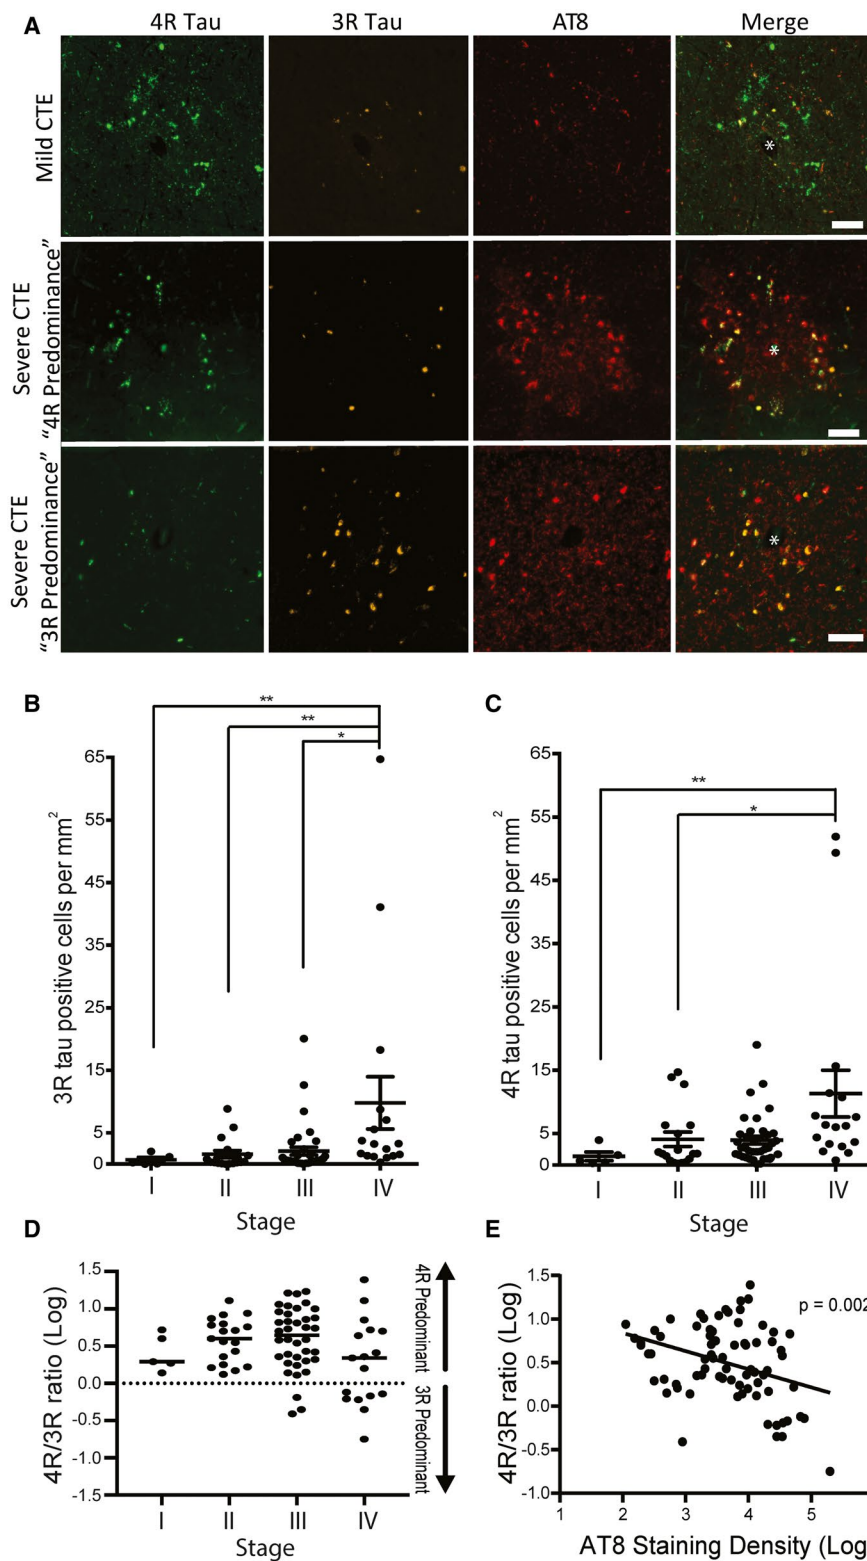 A
4R Tau
3R Tau
AT8
Merge
Mild CTE
*
Severe CTE
“4R Predominance”
*
Severe CTE
“3R Predominance”
*
B
**
**
*
65
55
45
35
25
15
5
0
3R tau positive cells per mm2
I
II
III
IV
Stage
C
**
*
65
55
45
35
25
15
5
0
4R tau positive cells per mm2
I
II
III
IV
Stage
D
1.5
1.0
0.5
0.0
-0.5
-1.0
-1.5
4R/3R ratio (Log)
4R Predominant
3R Predominant
I
II
III
IV
Stage
E
1.5
1.0
0.5
0.0
-0.5
-1.0
4R/3R ratio (Log)
p = 0.002
1
2
3
4
5
AT8 Staining Density (Log